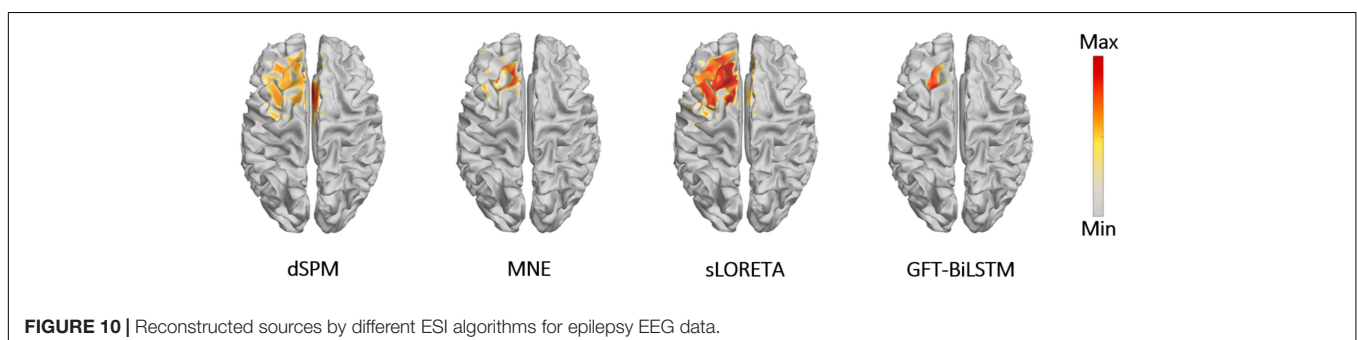 Max
Min
dSPM
MNE
sLORETA
GFT-BiLSTM
FIGURE 10 | Reconstructed sources by different ESI algorithms for epilepsy EEG data.